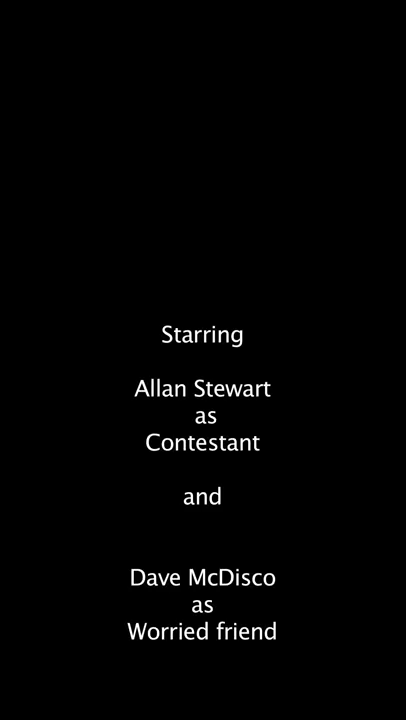 Starring
Allan Stewart
as
Contestant
and
Dave McDisco
as
Worried friend